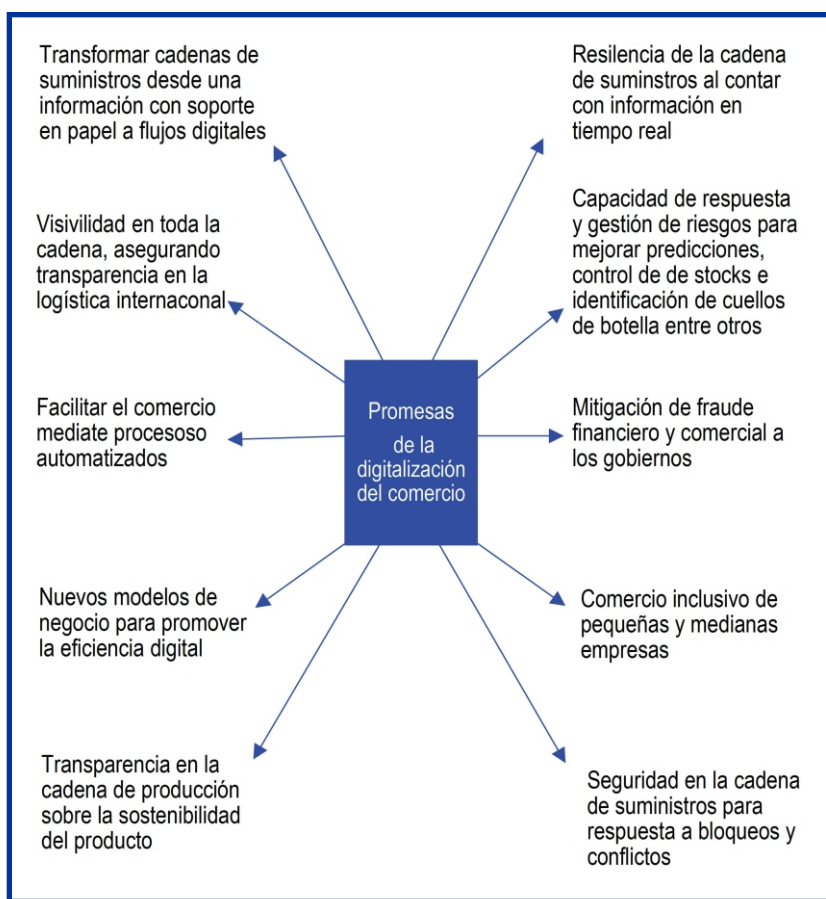 Transformar cadenas de
suministros desde una
información con soporte
en papel a flujos digitales
Visivilidad en toda la
cadena, asegurando
transparencia en la
logística internaconal
Facilitar el comercio
mediate procesoso
automatizados
Nuevos modelos de
negocio para promover
la eficiencia digital
Transparencia en la
cadena de producción
sobre la sostenibilidad
del producto
Promesas
de la
digitalización
del comercio
Resilencia de la cadena
de suminstros al contar
con información en
tiempo real
Capacidad de respuesta
y gestión de riesgos para
mejorar predicciones,
control de de stocks e
identificación de cuellos
de botella entre otros
Mitigación de fraude
financiero y comercial a
los gobiernos
Comercio inclusivo de
pequeñas y medianas
empresas
Seguridad en la cadena
de suministros para
respuesta a bloqueos y
conflictos